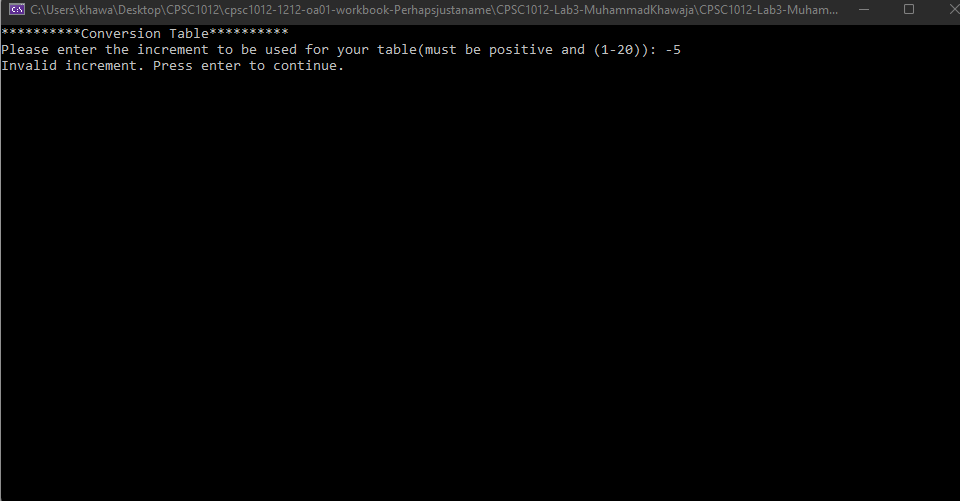 C:\Users\khawa\Desktop\CPSC1012\cpsc1012-1212-oa01-workbook-Perhapsjustaname\CPSC1012-Lab3-MuhammadKhawaja\CPSC1012-Lab3-Muham...
**********Conversion Table**********
Please enter the increment to be used for your table(must be positive and (1-20)): -5
Invalid increment. Press enter to continue.